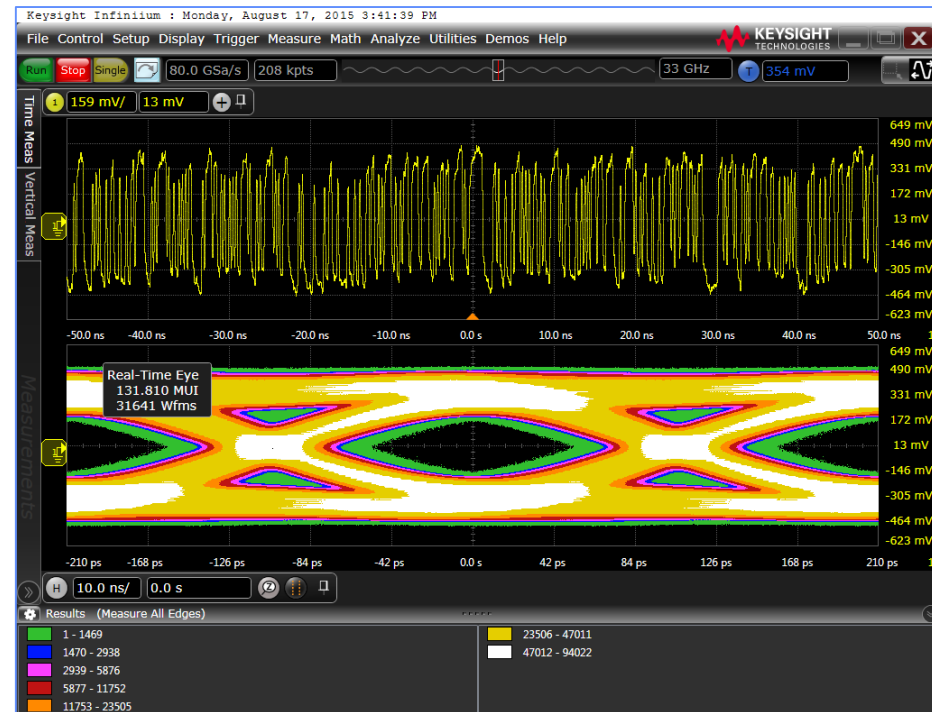 Keysight Infiniium : Monday, August 17, 2015 3:41:39 PM
File Control Setup Display Trigger Measure Math Analyze Utilities Demos Help
KEYSIGHT
TECHNOLOGIES
Run Stop Single 80.0 GSa/s 208 kpts 33 GHz T 354 mV
Time Meas
Vertical Meas
Measurements
1 159 mV/ 13 mV
649 mV
490 mV
331 mV
172 mV
13 mV
-146 mV
-305 mV
-464 mV
-623 mV
-50.0 ns -40.0 ns -30.0 ns -20.0 ns -10.0 ns 0.0 s 10.0 ns 20.0 ns 30.0 ns 40.0 ns 50.0 ns 1
Real-Time Eye
131.810 MUI
31641 Wfms
649 mV
490 mV
331 mV
172 mV
13 mV
-146 mV
-305 mV
-464 mV
-623 mV
-210 ps -168 ps -126 ps -84 ps -42 ps 0.0 s 42 ps 84 ps 126 ps 168 ps 210 ps 1
H 10.0 ns/ 0.0 s
Results (Measure All Edges)
1 - 1469
1470 - 2938
2939 - 5876
5877 - 11752
11753 - 23505
23506 - 47011
47012 - 94022